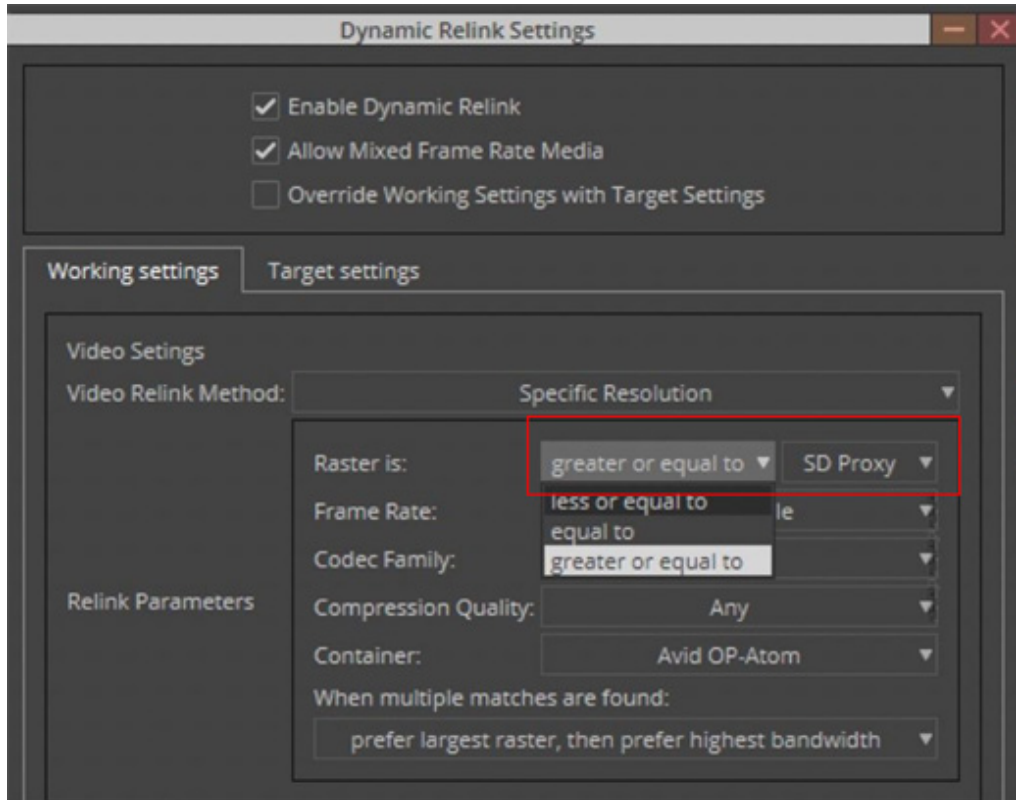 Dynamic Relink Settings
Enable Dynamic Relink
Allow Mixed Frame Rate Media
Override Working Settings with Target Settings
Working settings Target settings
Video Setings
Video Relink Method: Specific Resolution
Raster is: greater or equal to SD Proxy
less or equal to
Frame Rate: le
equal to
Codec Family: greater or equal to
Relink Parameters Compression Quality: Any
Container: Avid OP-Atom
When multiple matches are found:
prefer largest raster, then prefer highest bandwidth